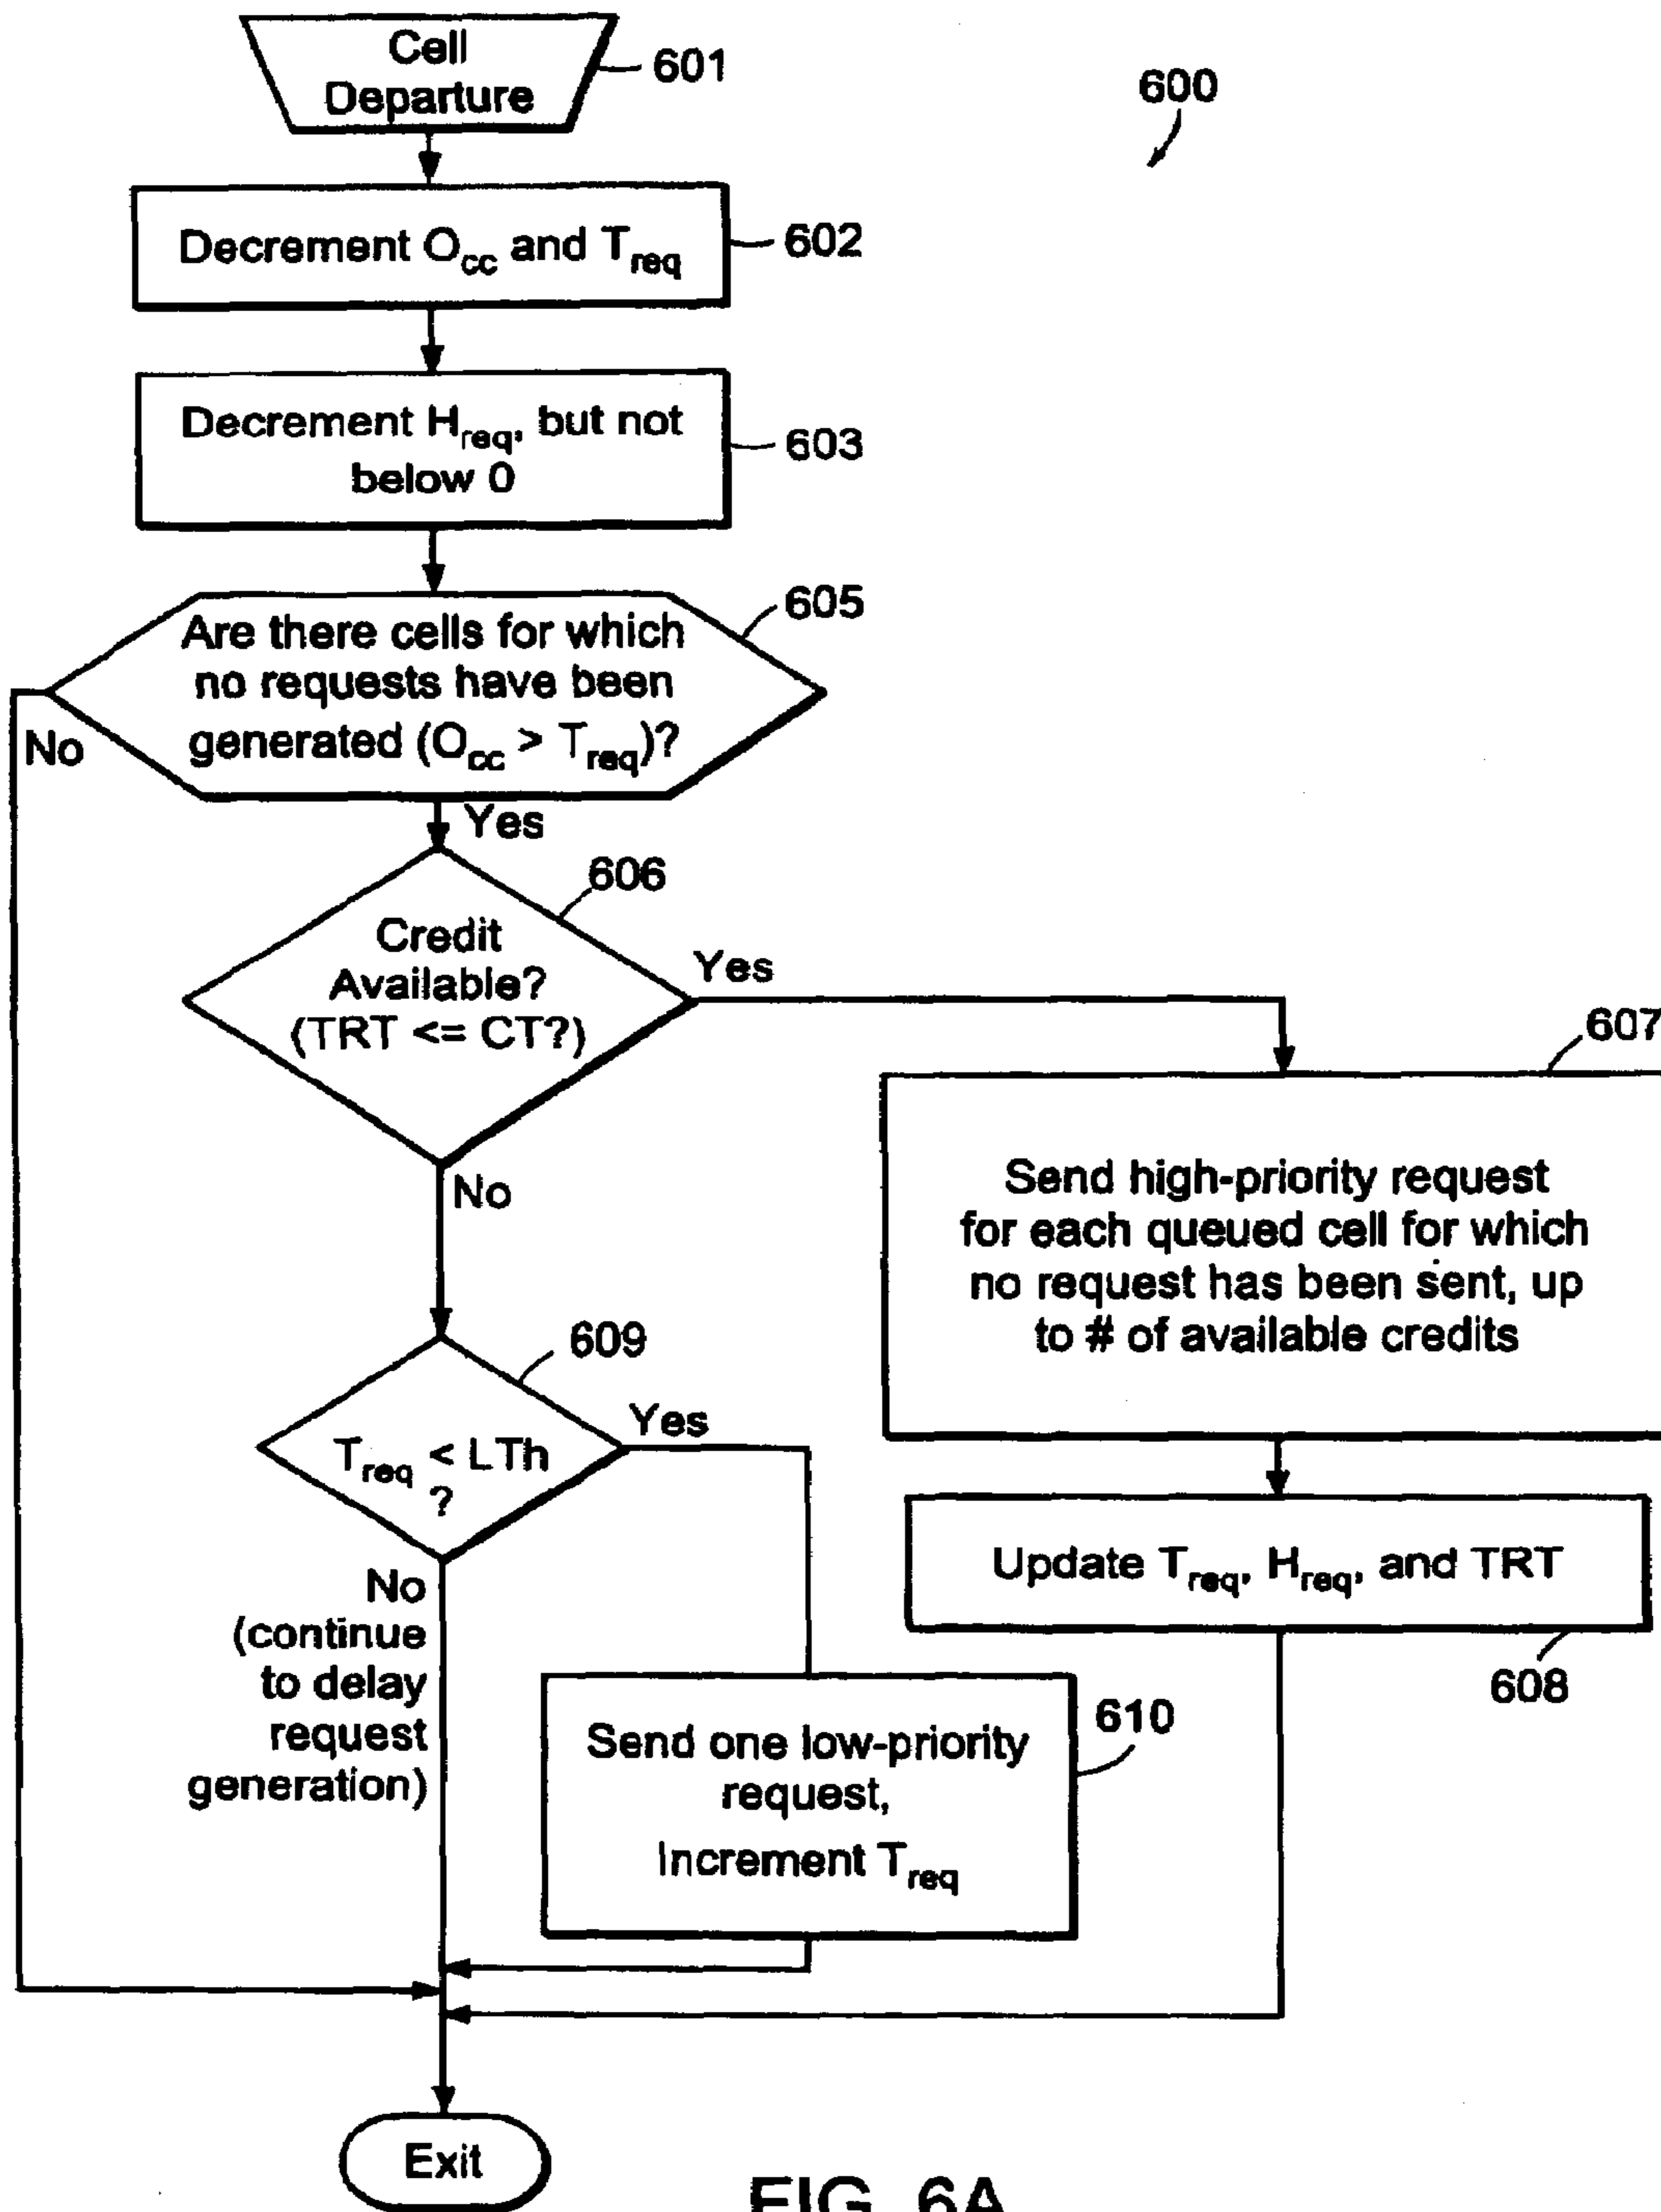 Cell
Departure
601
600
Decrement Occ and Treq
602
Decrement Hreq, but not
below 0
603
605
Are there cells for which
no requests have been
generated (Occ > Treq)?
No
Yes
606
Credit
Available?
(TRT <= CT?)
Yes
607
No
Send high-priority request
for each queued cell for which
no request has been sent, up
to # of available credits
609
Yes
Treq < LTh
?
Update Treq, Hreq, and TRT
608
No
(continue
to delay
request
generation)
610
Send one low-priority
request,
Increment Treq
Exit
FIG. 6A